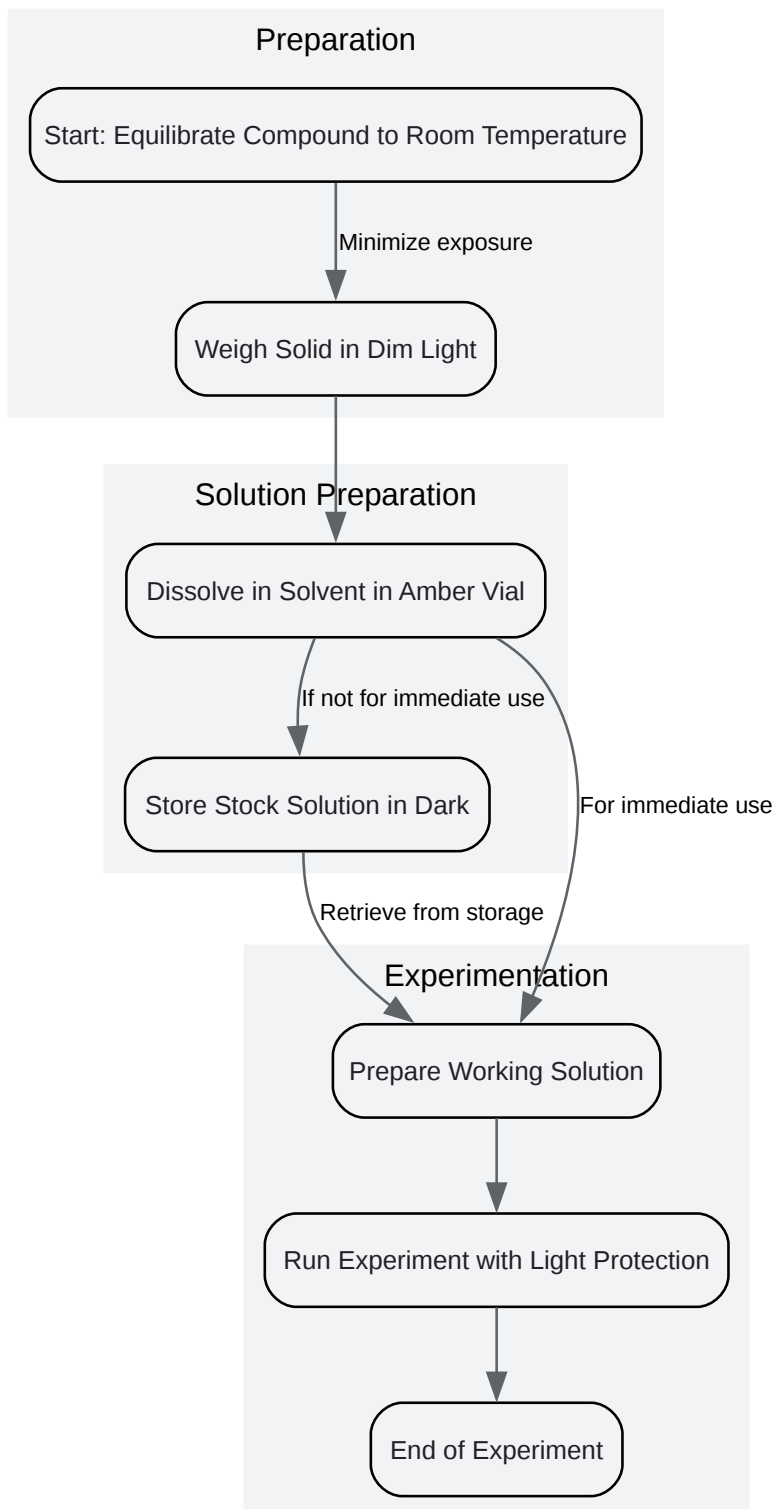 Preparation
Start: Equilibrate Compound to Room Temperature
Minimize exposure
Weigh Solid in Dim Light
Solution Preparation
Dissolve in Solvent in Amber Vial
If not for immediate use
Store Stock Solution in Dark
For immediate use
Retrieve from storage
Experimentation
Prepare Working Solution
Run Experiment with Light Protection
End of Experiment